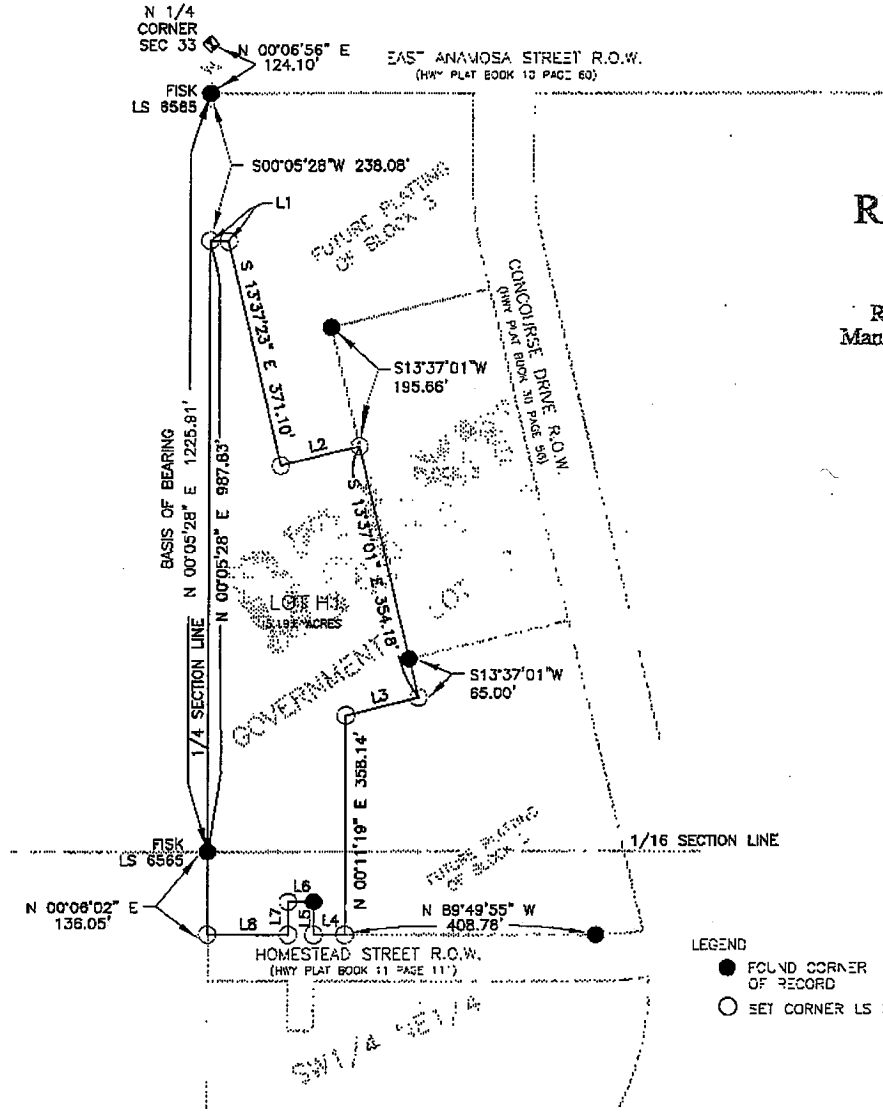 N 1/4
CORNER
SEC 33
N 00°06'56" E
124.10'
EAST ANAMOSA STREET R.O.W.
(HWY PLAT BOOK 10 PAGE 60)
FISK
LS 6565
S00°05'28"W 238.08'
L1
FUTURE PLATTING
OF BLOCK 3
R
R
Man
CONCOURSE DRIVE R.O.W.
(HWY PLAT BOOK PAGE
S 13°37'23" E 371.10'
S13°37'01"W
195.66'
L2
BASIS OF BEARING
N 00°05'28" E 1225.91'
N 00°05'28" E 987.83'
1/4 SECTION LINE
S 13°37'01" E 354.18'
LOT H1
ACRES
GOVERNMENT LOT
S13°37'01"W
65.00'
L3
N 00°11'19" E 358.14'
FUTURE PLATTING
OF BLOCK
1/16 SECTION LINE
FISK
LS 6565
N 00°06'02" E
136.05'
L6
L7
L5
L8
L4
N 89°49'55" W
408.78'
HOMESTEAD STREET R.O.W.
(HWY PLAT BOOK 11 PAGE 11)
SW1/4 SE1/4
LEGEND
FOUND CORNER
OF RECORD
SET CORNER LS